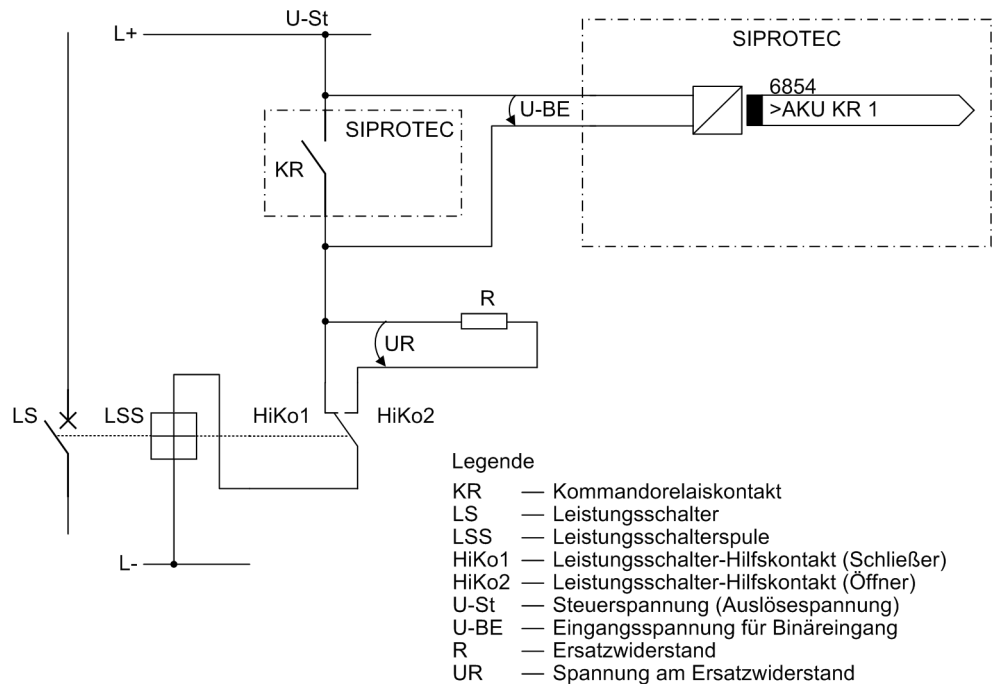 U-St
L+
SIPROTEC
6854
>AKU KR 1
U-BE
SIPROTEC
KR
R
UR
LS
LSS
HiKo1
HiKo2
L-
Legende
KR — Kommandorelaiskontakt
LS — Leistungsschalter
LSS — Leistungsschalterspule
HiKo1 — Leistungsschalter-Hilfskontakt (Schließer)
HiKo2 — Leistungsschalter-Hilfskontakt (Öffner)
U-St — Steuerspannung (Auslösespannung)
U-BE — Eingangsspannung für Binäreingang
R — Ersatzwiderstand
UR — Spannung am Ersatzwiderstand